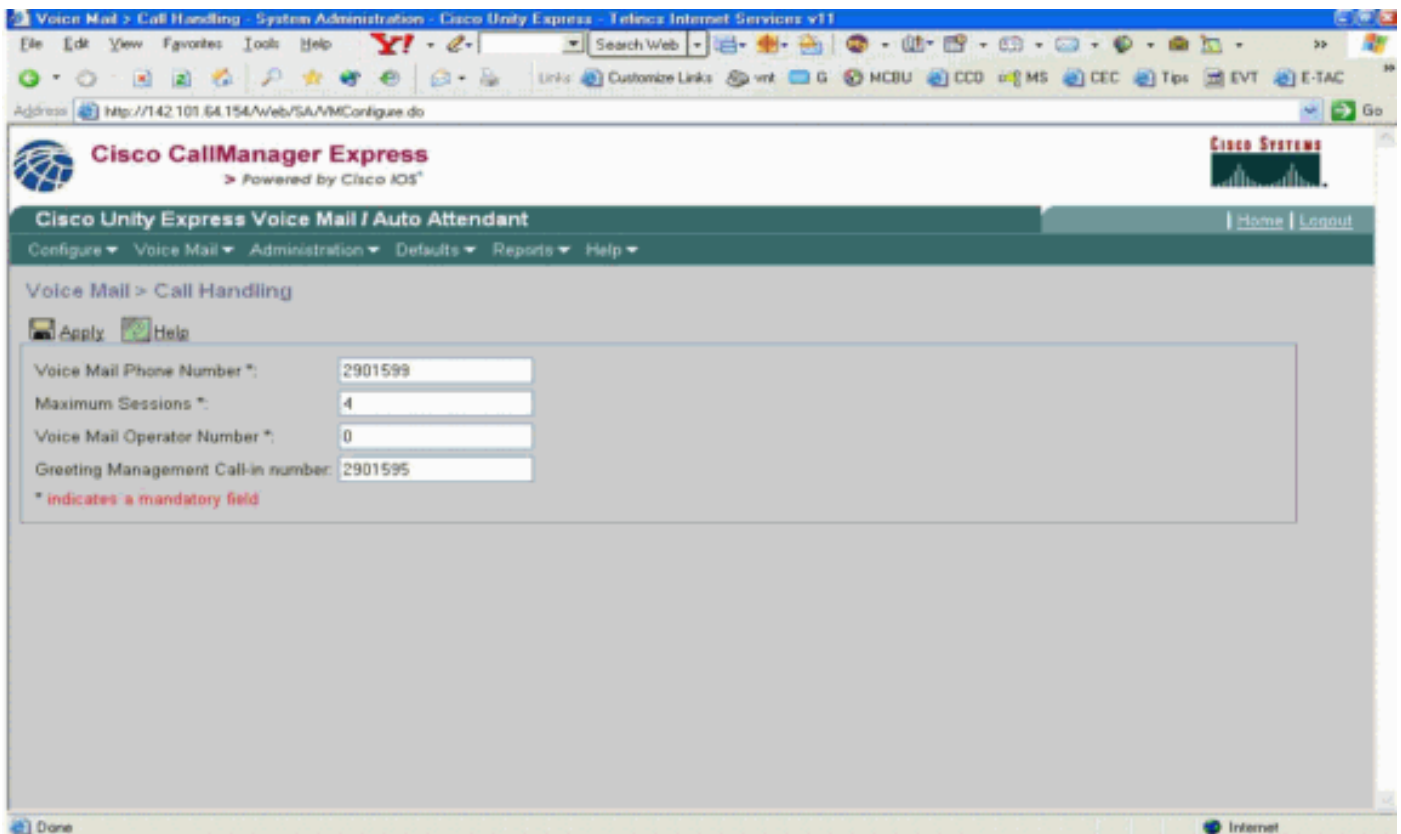 Voice Mail > Call Handling - System Administration - Cisco Unity Express - Telincs Internet Services v11
File Edit View Favorites Tools Help Y! Search Web »
Links Customize Links vnt G MCBU CCO MS CEC Tips EVT E-TAC »
Address http://142.101.64.154/Web/SA/VMConfigure.do Go
Cisco CallManager Express
CISCO SYSTEMS
> Powered by Cisco IOS®
Cisco Unity Express Voice Mail / Auto Attendant
| Home | Logout
Configure Voice Mail Administration Defaults Reports Help
Voice Mail > Call Handling
Apply Help
Voice Mail Phone Number *: 2901599
Maximum Sessions *: 4
Voice Mail Operator Number *: 0
Greeting Management Call-in number: 2901595
* indicates a mandatory field
Done Internet